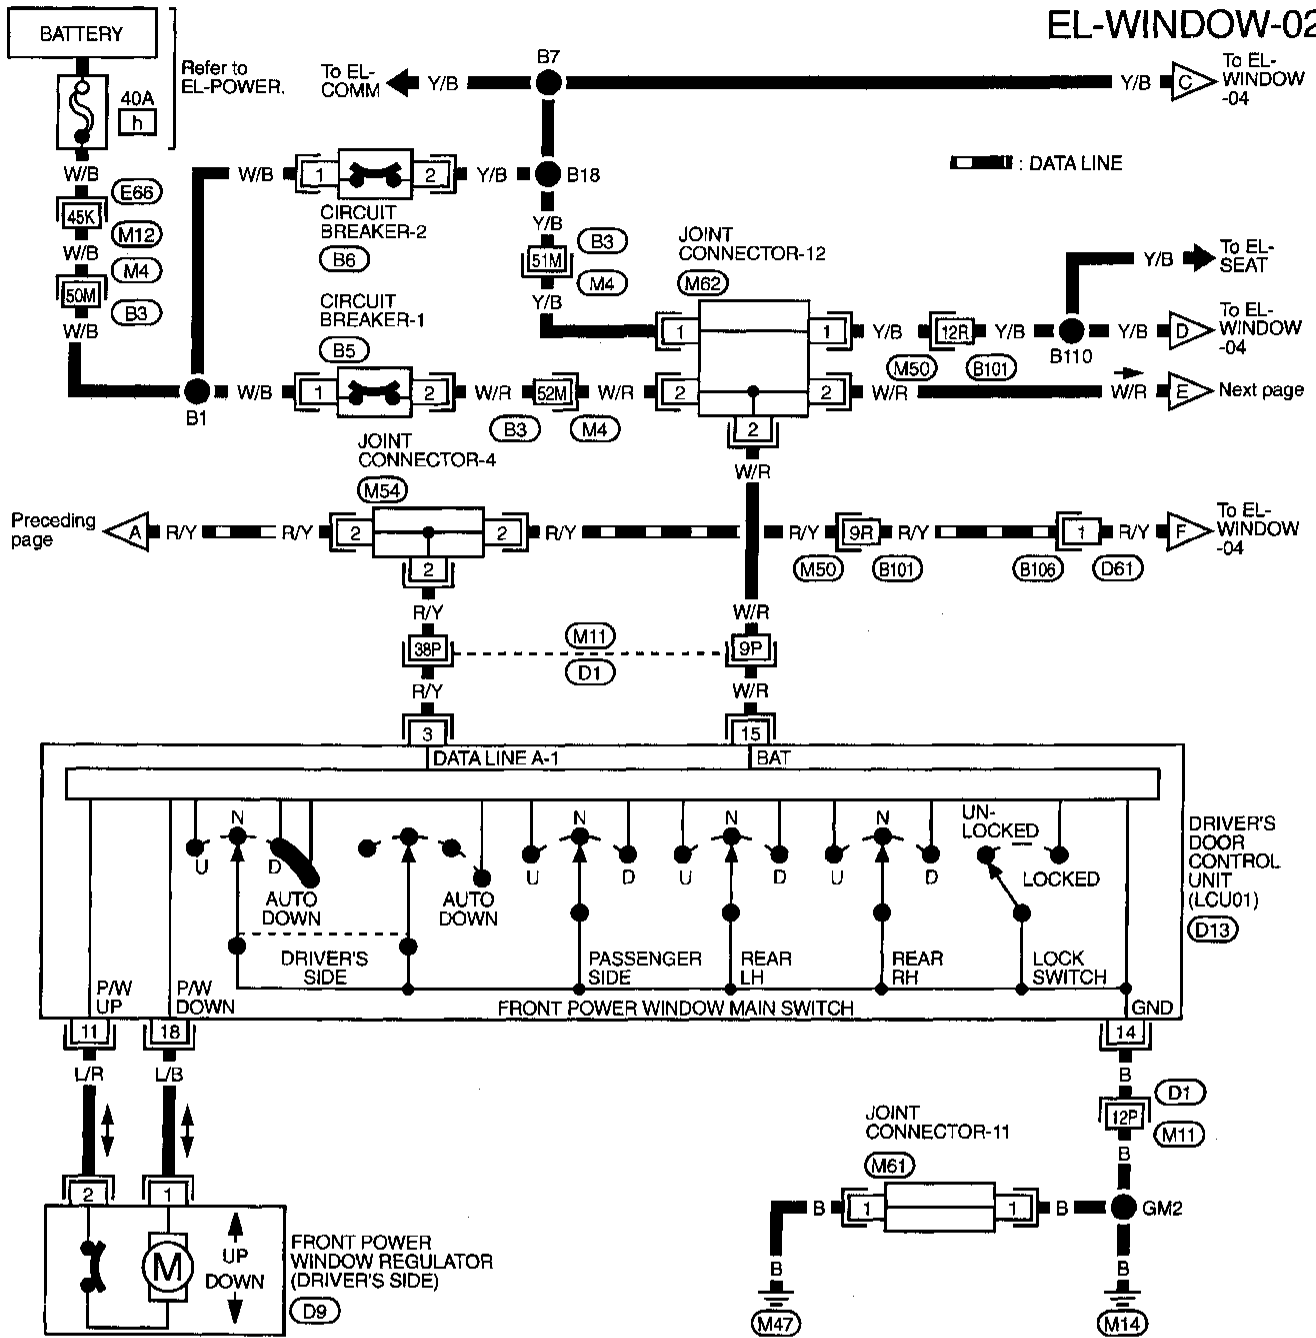 EL-WINDOW-02
BATTERY
Refer to
EL-POWER.
40A
h
To EL-
COMM
Y/B
B7
Y/B
C
To EL-
WINDOW
-04
: DATA LINE
W/B
E66
45K
M12
W/B
M4
50M
B3
W/B
W/B
1
2
Y/B
B18
CIRCUIT
BREAKER-2
B6
Y/B
51M
B3
M4
Y/B
JOINT
CONNECTOR-12
M62
Y/B
To EL-
SEAT
1
1
Y/B
12R
Y/B
B110
Y/B
D
To EL-
WINDOW
-04
M50
B101
CIRCUIT
BREAKER-1
B5
B1
W/B
1
2
W/R
52M
W/R
2
2
W/R
W/R
E
Next page
B3
M4
2
W/R
JOINT
CONNECTOR-4
M54
Preceding
page
A
R/Y
R/Y
2
2
R/Y
R/Y
9R
R/Y
1
R/Y
F
To EL-
WINDOW
-04
M50
B101
B106
D61
2
R/Y
W/R
38P
M11
D1
9P
R/Y
W/R
3
15
DATA LINE A-1
BAT
N
U
D
AUTO
DOWN
AUTO
DOWN
N
U
D
N
U
D
N
U
D
UN-
LOCKED
LOCKED
DRIVER'S
DOOR
CONTROL
UNIT
(LCU01)
D13
DRIVER'S
SIDE
PASSENGER
SIDE
REAR
LH
REAR
RH
LOCK
SWITCH
P/W
UP
P/W
DOWN
FRONT POWER WINDOW MAIN SWITCH
GND
11
18
14
L/R
L/B
B
12P
D1
M11
B
JOINT
CONNECTOR-11
M61
B
1
1
B
GM2
B
B
M47
M14
2
1
M
UP
DOWN
FRONT POWER
WINDOW REGULATOR
(DRIVER'S SIDE)
D9